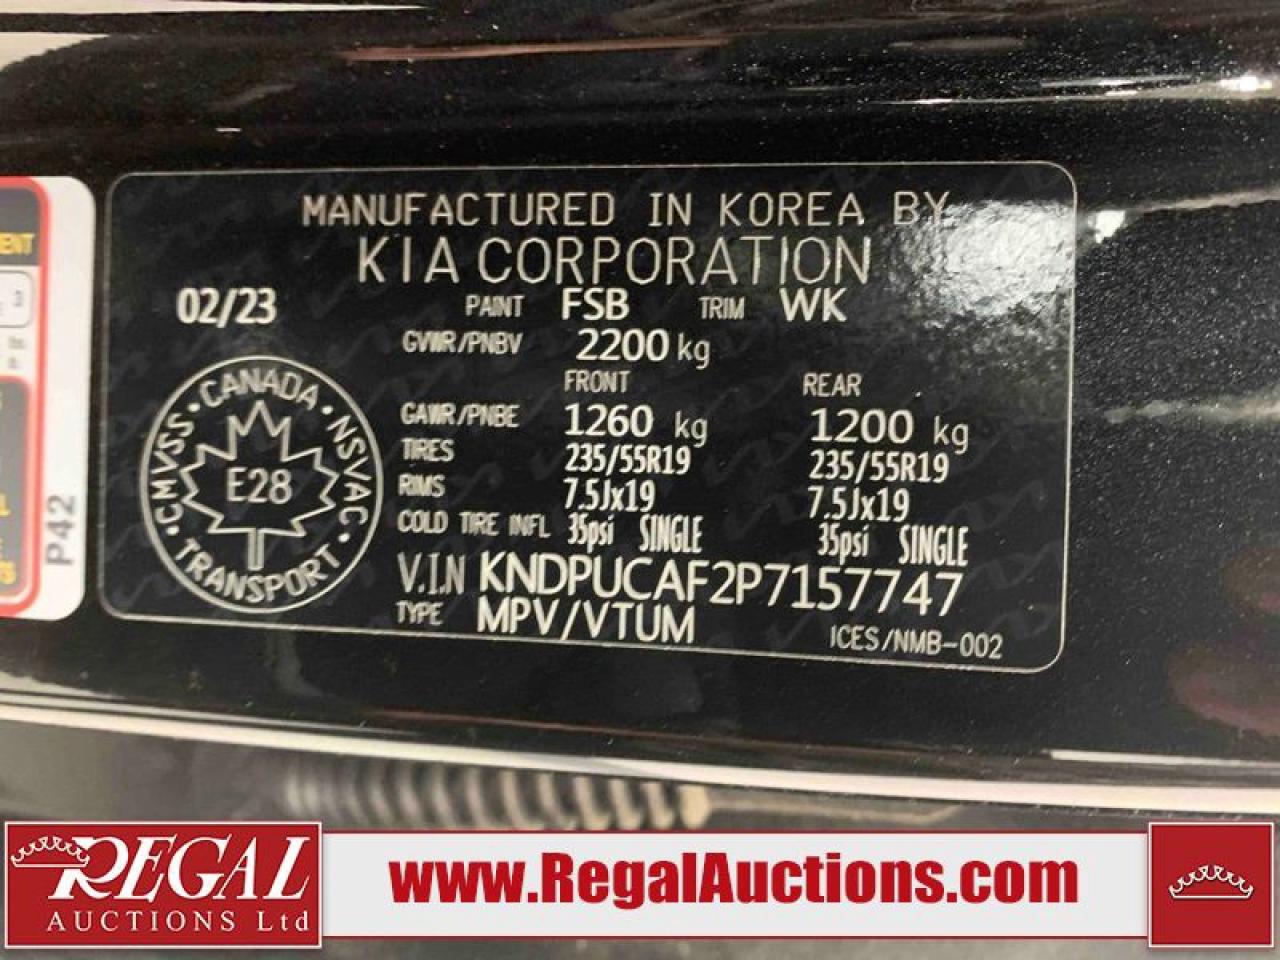 MANUFACTURED IN KOREA BY
KIA CORPORATION
02/23 PAINT FSB TRIM WK
GVWR/PNBV 2200 kg
FRONT REAR
GAWR/PNBE 1260 kg 1200 kg
TIRES 235/55R19 235/55R19
RIMS 7.5Jx19 7.5Jx19
COLD TIRE INFL 35psi SINGLE 35psi SINGLE
V.I.N KNDPUCAF2P7157747
TYPE MPV/VTUM ICES/NMB-002
CANADA • NSVAC • TRANSPORT • CMVSS •
E28
P42
REGAL
AUCTIONS Ltd
www.RegalAuctions.com